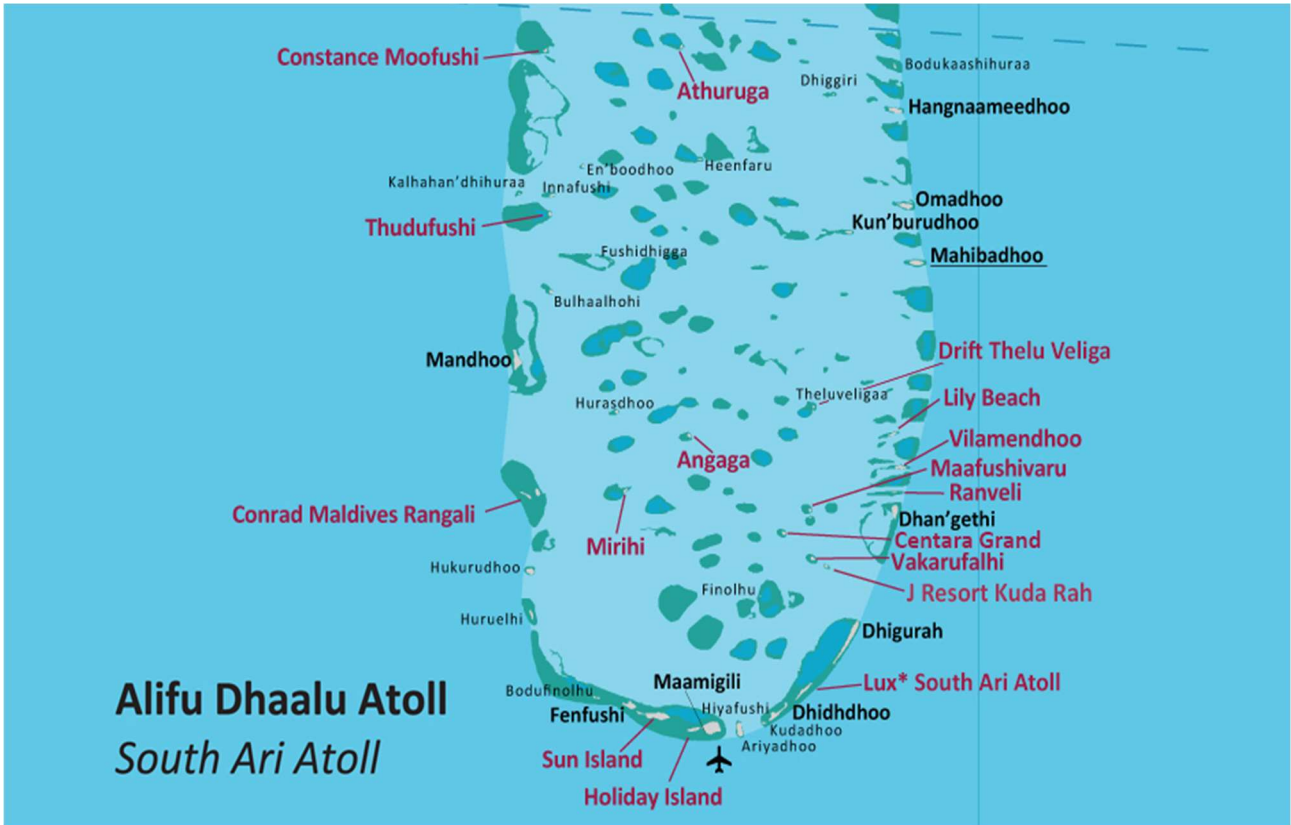 Constance Moofushi
Athuruga
Dhiggiri
Bodukaashihuraa
Hangnaameedhoo
En'boodhoo
Heenfaru
Kalhahan'dhihuraa
Innafushi
Omadhoo
Thudufushi
Kun'burudhoo
Fushidhigga
Mahibadhoo
Bulhaalhohi
Mandhoo
Drift Thelu Veliga
Theluveligaa
Hurasdhoo
Lily Beach
Angaga
Vilamendhoo
Maafushivaru
Ranveli
Conrad Maldives Rangali
Dhan'gethi
Mirihi
Centara Grand
Vakarufalhi
Hukurudhoo
Finolhu
J Resort Kuda Rah
Huruelhi
Dhigurah
Maamigili
Lux* South Ari Atoll
Bodufinolhu
Alifu Dhaalu Atoll
Fenfushi
Hiyafushi
Dhidhdhoo
Kudadhoo
Ariyadhoo
South Ari Atoll
Sun Island
Holiday Island